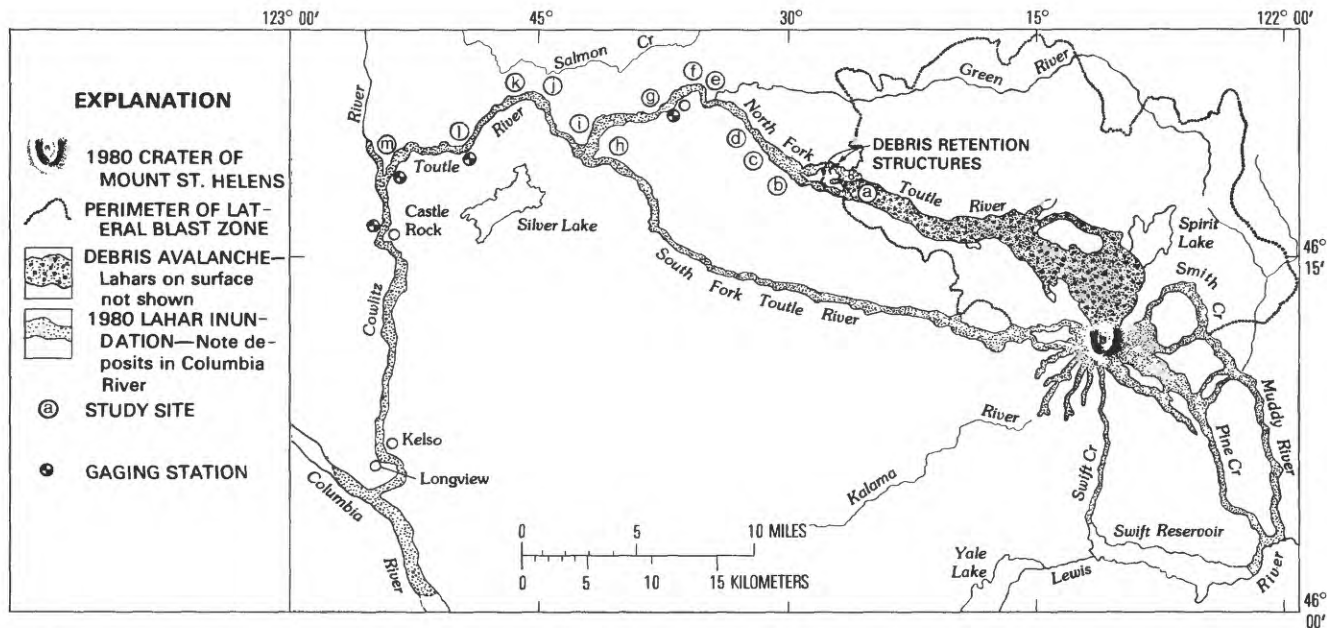 123° 00′
45′
30′
15′
122° 00′
EXPLANATION
1980 CRATER OF
MOUNT ST. HELENS
PERIMETER OF LAT-
ERAL BLAST ZONE
DEBRIS AVALANCHE—
Lahars on surface
not shown
1980 LAHAR INUN-
DATION—Note de-
posits in Columbia
River
a STUDY SITE
GAGING STATION
River
Salmon Cr
Green River
k
j
f
e
g
l
River
i
m
Toutle
h
d
c
b
North Fork
DEBRIS RETENTION
STRUCTURES
a
Toutle
River
Castle
Rock
Silver Lake
Spirit
Lake
46°
15′
Smith
Cr
South Fork Toutle River
Cowlitz
Kelso
Longview
Columbia
River
Kalama
River
Swift Cr
Pine Cr
Muddy River
Swift Reservoir
Yale
Lake
Lewis
River
0 5 10 MILES
0 5 10 15 KILOMETERS
46°
00′